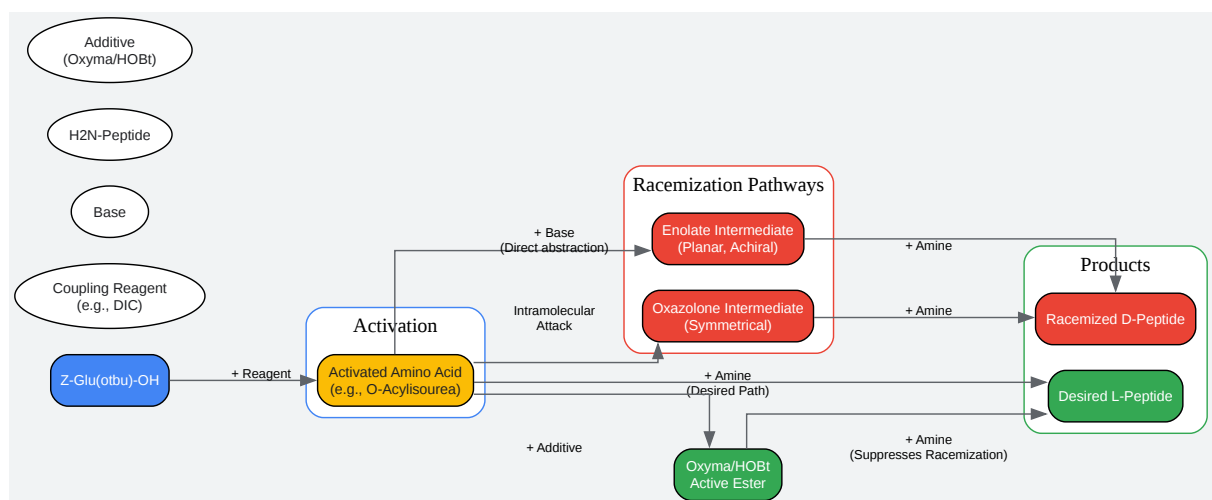 Additive
(Oxyma/HOBt)
H2N-Peptide
Base
Coupling Reagent
(e.g., DIC)
Z-Glu(otbu)-OH
+ Reagent
Activation
Activated Amino Acid
(e.g., O-Acylisourea)
+ Base
(Direct abstraction)
Intramolecular
Attack
+ Amine
(Desired Path)
+ Additive
Racemization Pathways
Enolate Intermediate
(Planar, Achiral)
Oxazolone Intermediate
(Symmetrical)
Oxyma/HOBt
Active Ester
+ Amine
+ Amine
+ Amine
(Suppresses Racemization)
Products
Racemized D-Peptide
Desired L-Peptide